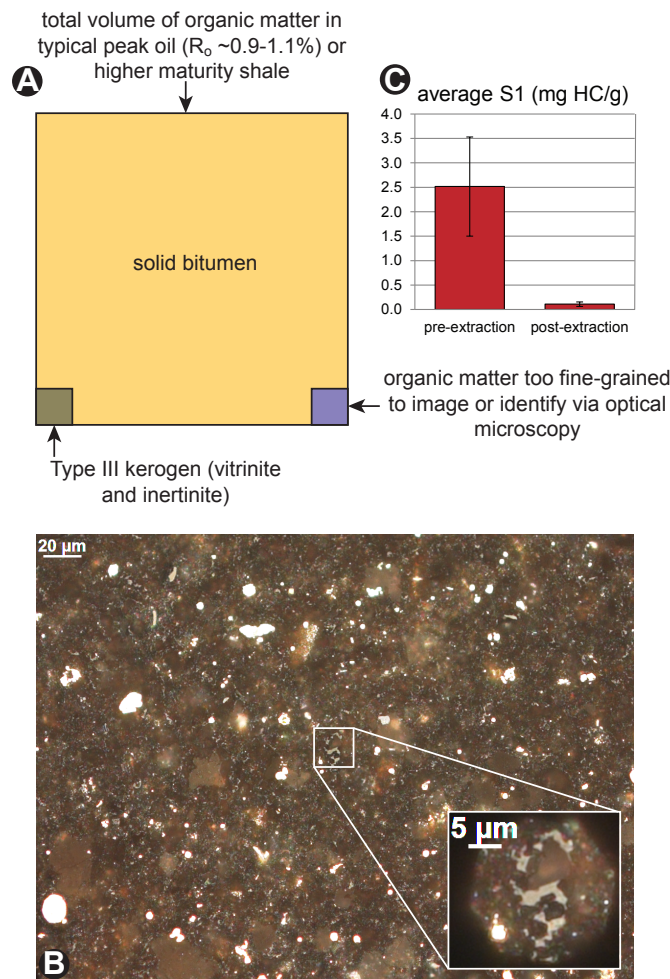 total volume of organic matter in
typical peak oil (Ro ~0.9-1.1%) or
higher maturity shale
A
solid bitumen
organic matter too fine-grained
to image or identify via optical
microscopy
Type III kerogen (vitrinite
and inertinite)
C
average S1 (mg HC/g)
4.0
3.5
3.0
2.5
2.0
1.5
1.0
0.5
0.0
pre-extraction post-extraction
20 µm
5 µm
B